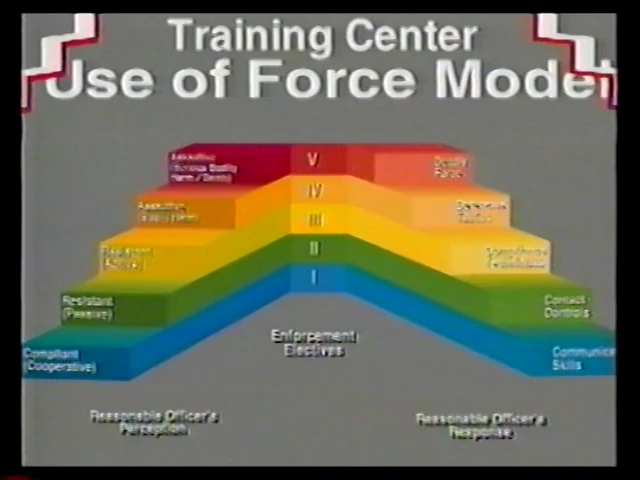 Training Center
Use of Force Model
V
Assaultive
(Serious Bodily
Harm / Death)
Deadly
Force
IV
Assaultive
(Bodily Harm)
Defensive
Tactics
III
Resistant
(Active)
Compliance
Techniques
II
Resistant
(Passive)
Contact
Controls
I
Compliant
(Cooperative)
Communica
Skills
Enforcement
Electives
Reasonable Officer's
Perception
Reasonable Officer's
Response